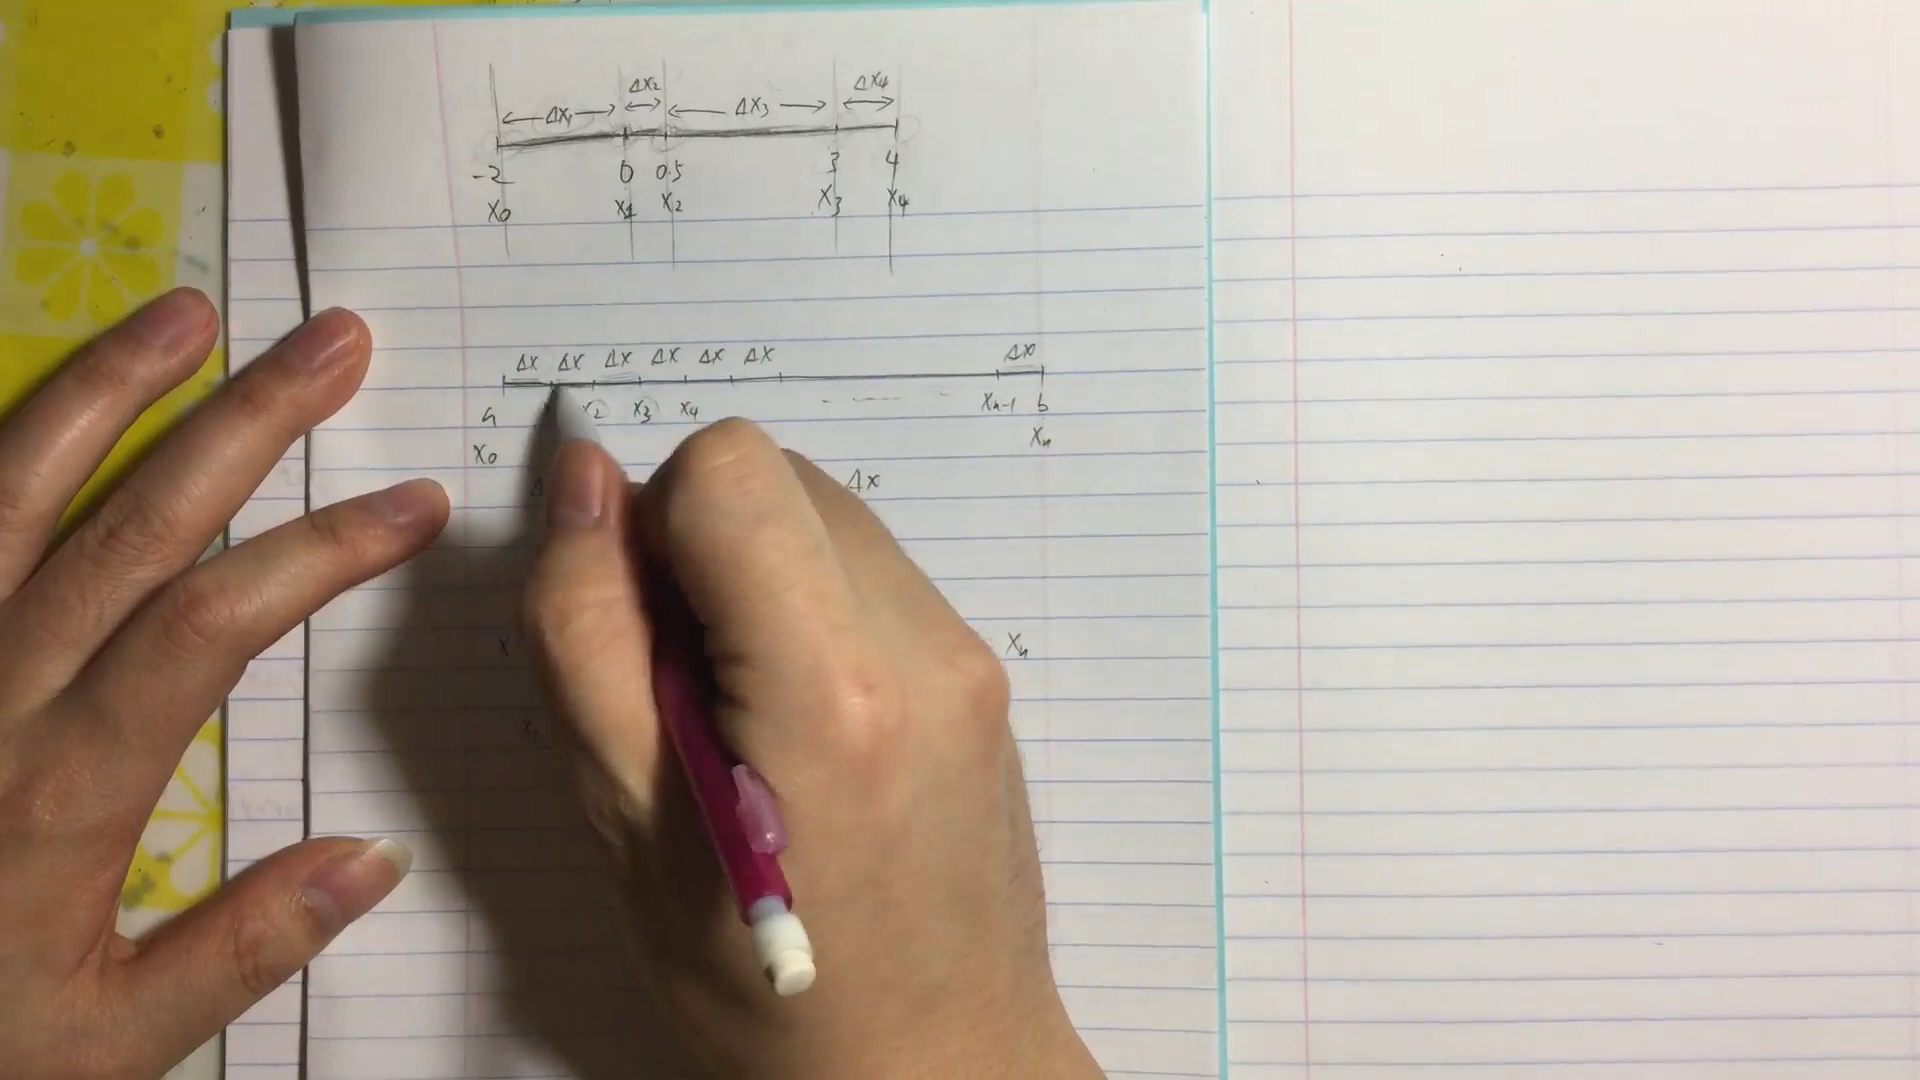 Δx₂ Δx₄
Δx₁ Δx₃
-2 0 0.5 3 4
x₀ x₁ x₂ x₃ x₄
Δx Δx Δx Δx Δx Δx Δx
a x₂ x₃ x₄ xₙ₋₁ b
x₀ xₙ
Δx
x xₙ